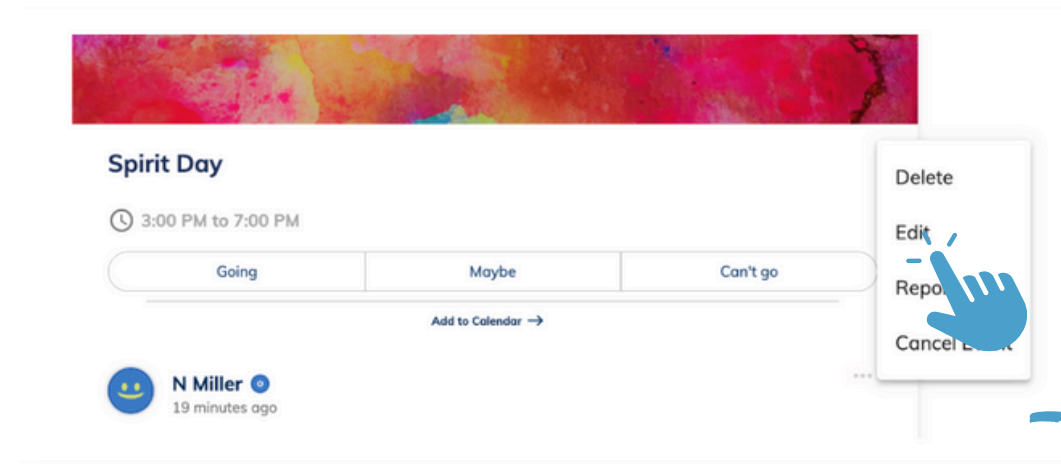 Spirit Day
3:00 PM to 7:00 PM
Going
Maybe
Can't go
Add to Calendar →
N Miller
19 minutes ago
Delete
Edit
Cancel